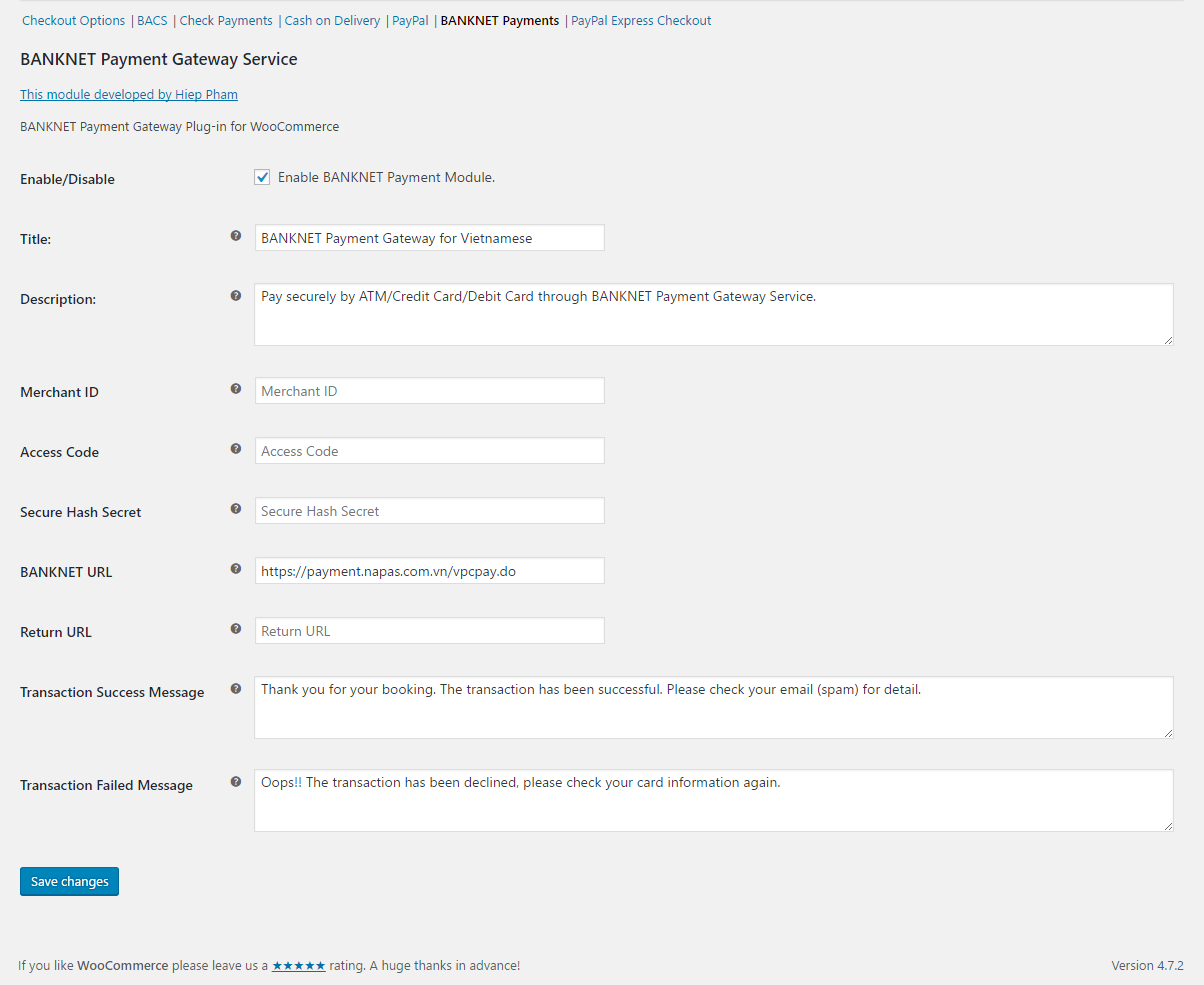 Checkout Options | BACS | Check Payments | Cash on Delivery | PayPal | BANKNET Payments | PayPal Express Checkout
BANKNET Payment Gateway Service
This module developed by Hiep Pham
BANKNET Payment Gateway Plug-in for WooCommerce
Enable/Disable Enable BANKNET Payment Module.
Title: BANKNET Payment Gateway for Vietnamese
Description: Pay securely by ATM/Credit Card/Debit Card through BANKNET Payment Gateway Service.
Merchant ID Merchant ID
Access Code Access Code
Secure Hash Secret Secure Hash Secret
BANKNET URL https://payment.napas.com.vn/vpcpay.do
Return URL Return URL
Transaction Success Message Thank you for your booking. The transaction has been successful. Please check your email (spam) for detail.
Transaction Failed Message Oops!! The transaction has been declined, please check your card information again.
Save changes
If you like WooCommerce please leave us a ★★★★★ rating. A huge thanks in advance! Version 4.7.2